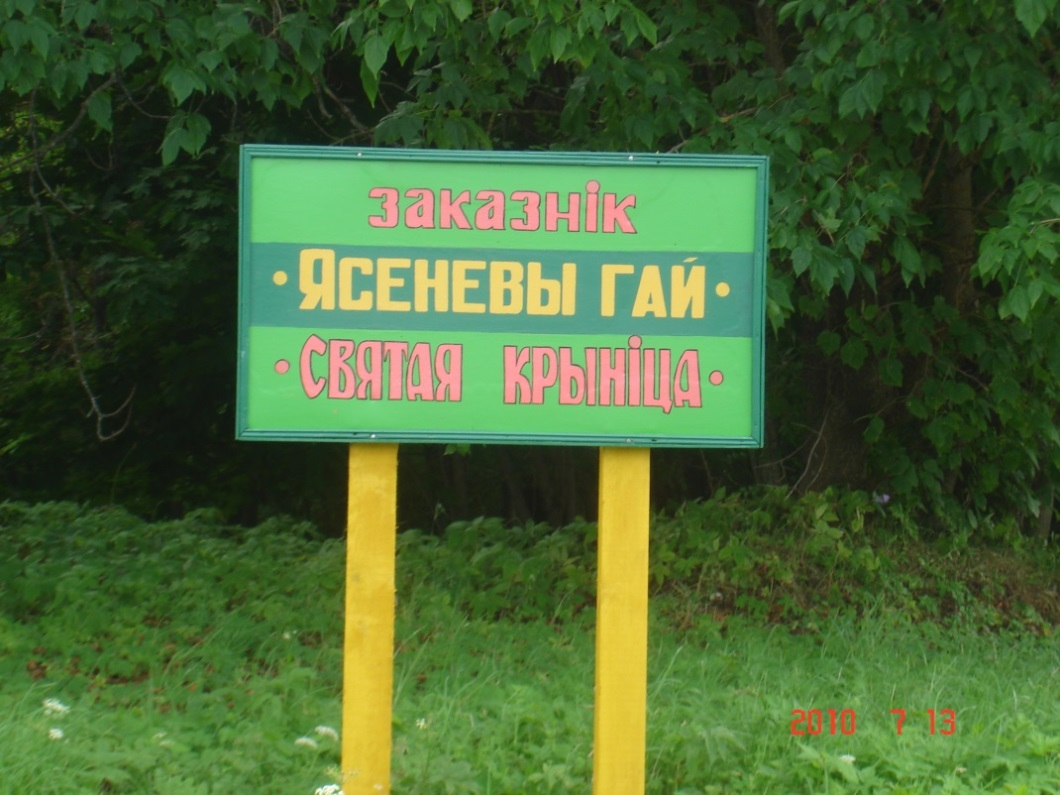 заказнік
•ЯСЕНЕВЫ ГАЙ•
•СВЯТАЯ КРЫНІЦА•
2010 7 13